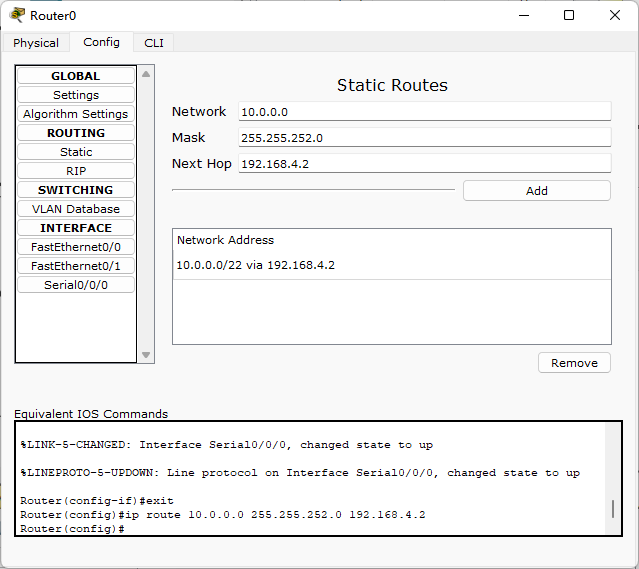 Router0
Physical Config CLI
GLOBAL
Settings
Algorithm Settings
ROUTING
Static
RIP
SWITCHING
VLAN Database
INTERFACE
FastEthernet0/0
FastEthernet0/1
Serial0/0/0
Static Routes
Network 10.0.0.0
Mask 255.255.252.0
Next Hop 192.168.4.2
Add
Network Address
10.0.0.0/22 via 192.168.4.2
Remove
Equivalent IOS Commands
%LINK-5-CHANGED: Interface Serial0/0/0, changed state to up
%LINEPROTO-5-UPDOWN: Line protocol on Interface Serial0/0/0, changed state to up
Router(config-if)#exit
Router(config)#ip route 10.0.0.0 255.255.252.0 192.168.4.2
Router(config)#